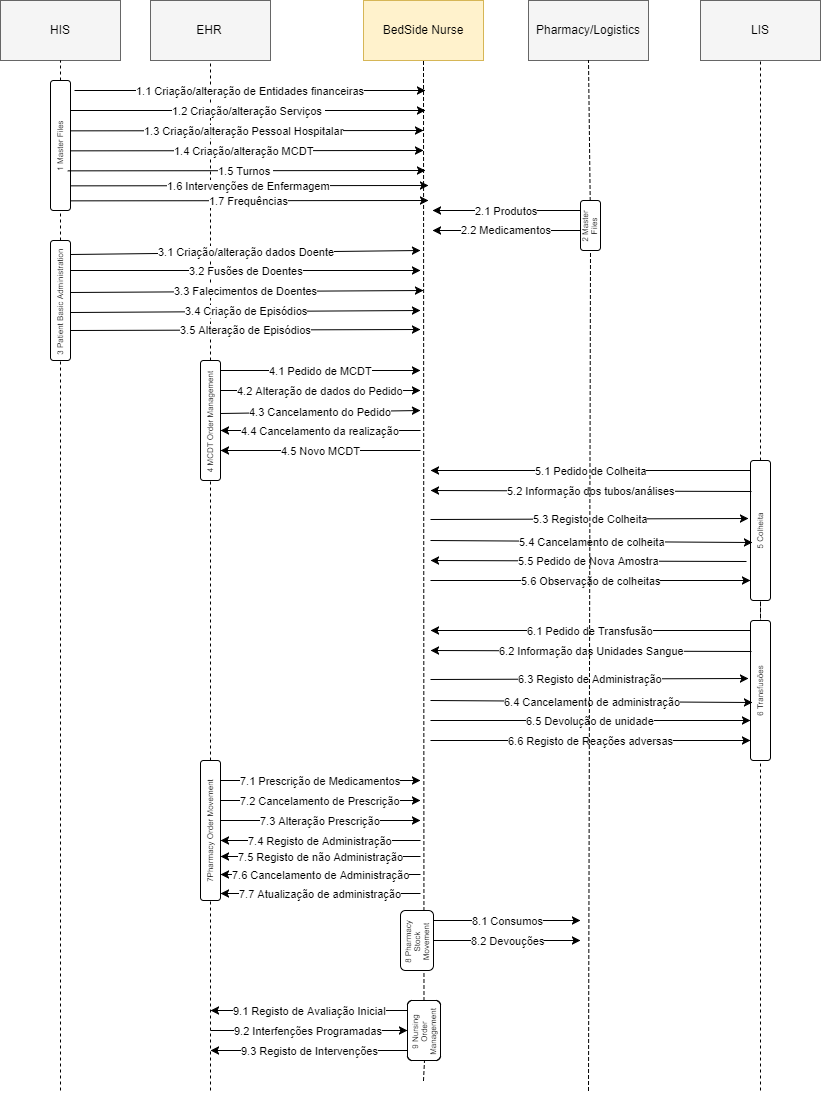 HIS
EHR
BedSide Nurse
Pharmacy/Logistics
LIS
1 Master Files
1.1 Criação/alteração de Entidades financeiras
1.2 Criação/alteração Serviços
1.3 Criação/alteração Pessoal Hospitalar
1.4 Criação/alteração MCDT
1.5 Turnos
1.6 Intervenções de Enfermagem
1.7 Frequências
2 Master
Files
2.1 Produtos
2.2 Medicamentos
3 Patient Basic Administration
3.1 Criação/alteração dados Doente
3.2 Fusões de Doentes
3.3 Falecimentos de Doentes
3.4 Criação de Episódios
3.5 Alteração de Episódios
4 MCDT Order Management
4.1 Pedido de MCDT
4.2 Alteração de dados do Pedido
4.3 Cancelamento do Pedido
4.4 Cancelamento da realização
4.5 Novo MCDT
5 Colheita
5.1 Pedido de Colheita
5.2 Informação dos tubos/análises
5.3 Registo de Colheita
5.4 Cancelamento de colheita
5.5 Pedido de Nova Amostra
5.6 Observação de colheitas
6 Transfusões
6.1 Pedido de Transfusão
6.2 Informação das Unidades Sangue
6.3 Registo de Administração
6.4 Cancelamento de administração
6.5 Devolução de unidade
6.6 Registo de Reações adversas
7Pharmacy Order Movement
7.1 Prescrição de Medicamentos
7.2 Cancelamento de Prescrição
7.3 Alteração Prescrição
7.4 Registo de Administração
7.5 Registo de não Administração
7.6 Cancelamento de Administração
7.7 Atualização de administração
8 Pharmacy
Stock
Movement
8.1 Consumos
8.2 Devouções
9 Nursing
Order
Management
9.1 Registo de Avaliação Inicial
9.2 Interfenções Programadas
9.3 Registo de Intervenções